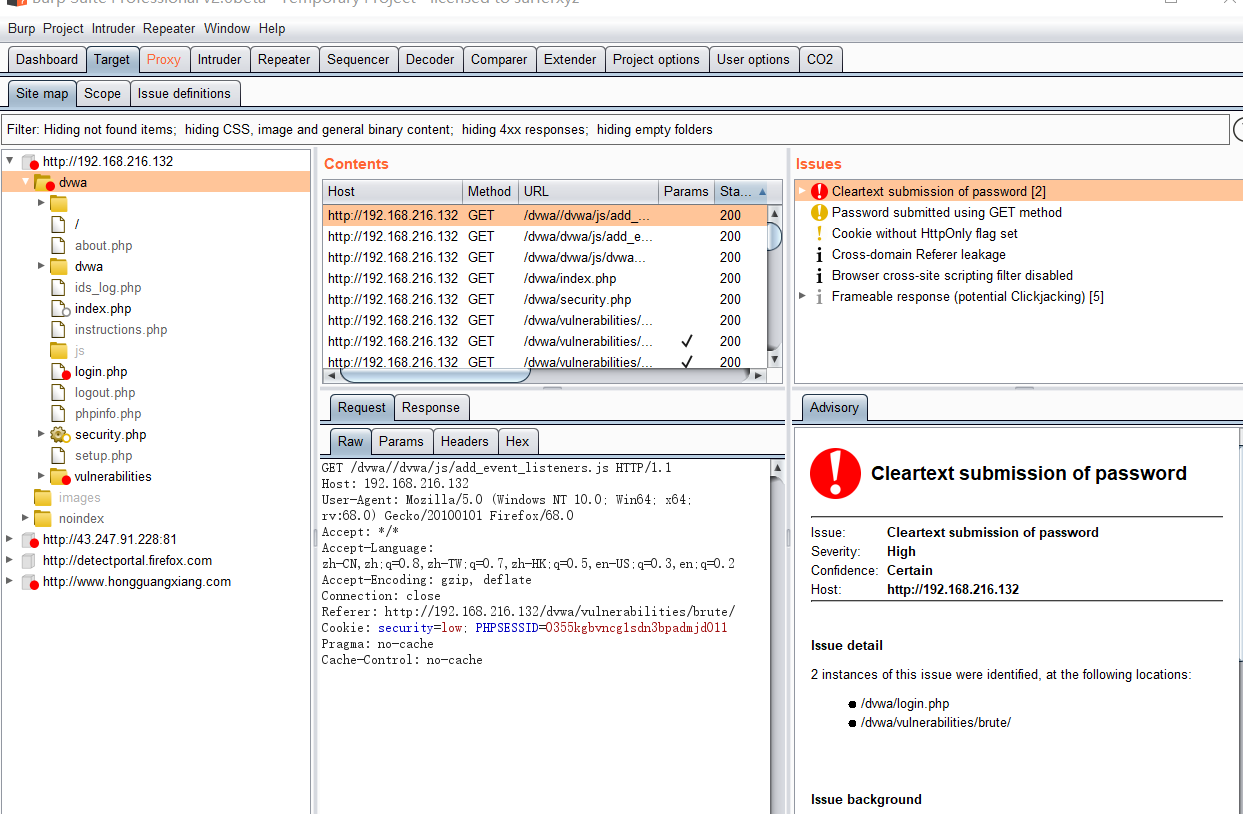 Burp Suite Professional v2.0beta - Temporary Project - licensed to surferxyz
Burp Project Intruder Repeater Window Help
Dashboard Target Proxy Intruder Repeater Sequencer Decoder Comparer Extender Project options User options CO2
Site map Scope Issue definitions
Filter: Hiding not found items; hiding CSS, image and general binary content; hiding 4xx responses; hiding empty folders
http://192.168.216.132
dvwa
/
about.php
dvwa
ids_log.php
index.php
instructions.php
js
login.php
logout.php
phpinfo.php
security.php
setup.php
vulnerabilities
images
noindex
http://43.247.91.228:81
http://detectportal.firefox.com
http://www.hongguangxiang.com
Contents
Host Method URL Params Sta...
http://192.168.216.132 GET /dvwa//dvwa/js/add_... 200
http://192.168.216.132 GET /dvwa/dvwa/js/add_e... 200
http://192.168.216.132 GET /dvwa/dvwa/js/dvwa... 200
http://192.168.216.132 GET /dvwa/index.php 200
http://192.168.216.132 GET /dvwa/security.php 200
http://192.168.216.132 GET /dvwa/vulnerabilities/... 200
http://192.168.216.132 GET /dvwa/vulnerabilities/... ✓ 200
http://192.168.216.132 GET /dvwa/vulnerabilities/... ✓ 200
Request Response
Raw Params Headers Hex
GET /dvwa//dvwa/js/add_event_listeners.js HTTP/1.1
Host: 192.168.216.132
User-Agent: Mozilla/5.0 (Windows NT 10.0; Win64; x64;
rv:68.0) Gecko/20100101 Firefox/68.0
Accept: */*
Accept-Language:
zh-CN,zh;q=0.8,zh-TW;q=0.7,zh-HK;q=0.5,en-US;q=0.3,en;q=0.2
Accept-Encoding: gzip, deflate
Connection: close
Referer: http://192.168.216.132/dvwa/vulnerabilities/brute/
Cookie: security=low; PHPSESSID=0355kgbvncglsdn3bpadmjd011
Pragma: no-cache
Cache-Control: no-cache
Issues
Cleartext submission of password [2]
Password submitted using GET method
Cookie without HttpOnly flag set
Cross-domain Referer leakage
Browser cross-site scripting filter disabled
Frameable response (potential Clickjacking) [5]
Advisory
Cleartext submission of password
Issue: Cleartext submission of password
Severity: High
Confidence: Certain
Host: http://192.168.216.132
Issue detail
2 instances of this issue were identified, at the following locations:
● /dvwa/login.php
● /dvwa/vulnerabilities/brute/
Issue background